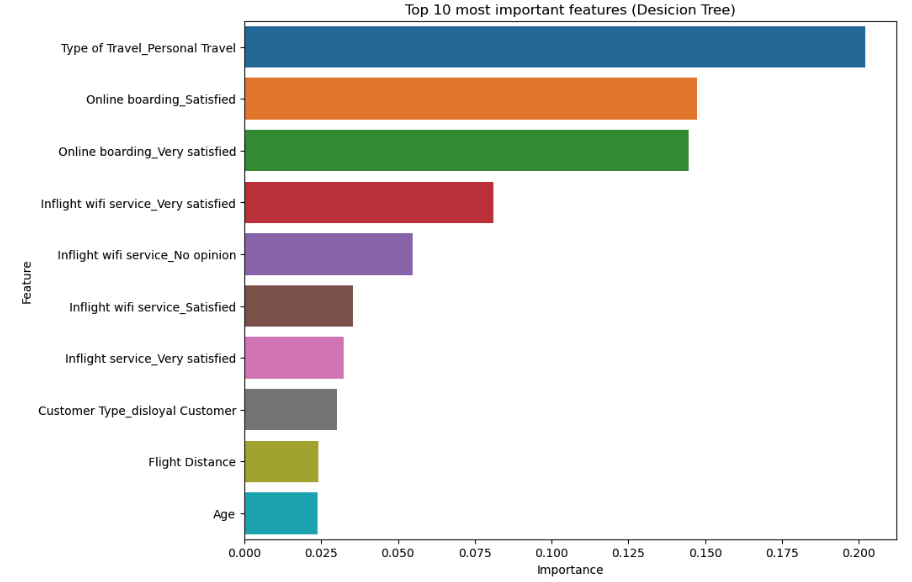 Top 10 most important features (Desicion Tree)
Type of Travel_Personal Travel
Online boarding_Satisfied
Online boarding_Very satisfied
Inflight wifi service_Very satisfied
Inflight wifi service_No opinion
Inflight wifi service_Satisfied
Inflight service_Very satisfied
Customer Type_disloyal Customer
Flight Distance
Age
Feature
0.000 0.025 0.050 0.075 0.100 0.125 0.150 0.175 0.200
Importance